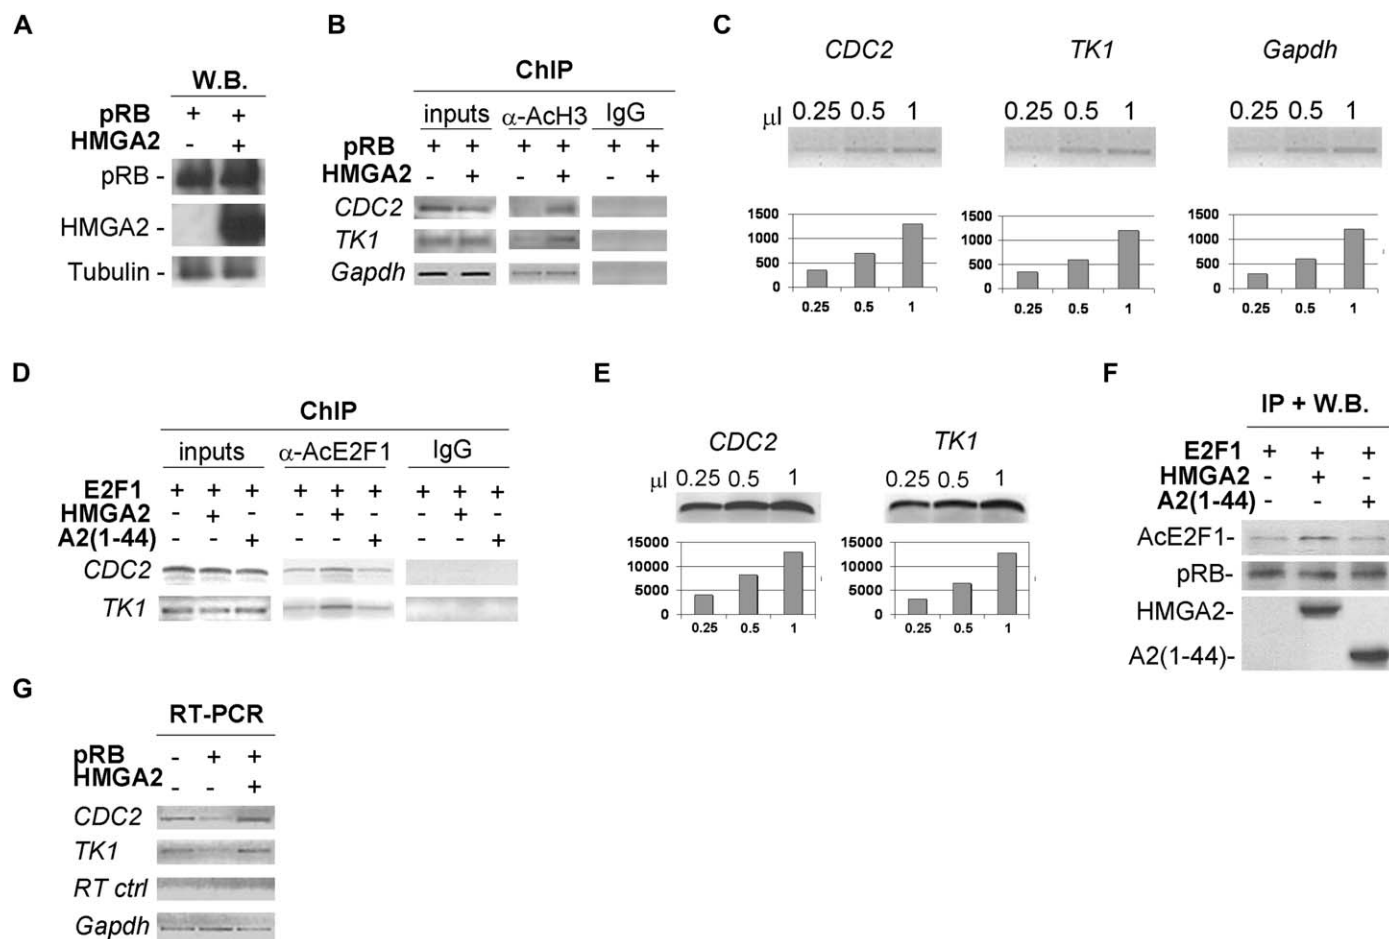 A
W.B.
pRB + +
HMGA2 - +
pRB -
HMGA2 -
Tubulin -
B
ChIP
inputs α-AcH3 IgG
pRB + + + + + +
HMGA2 - + - + - +
CDC2
TK1
Gapdh
C
CDC2 TK1 Gapdh
μl 0.25 0.5 1 0.25 0.5 1 0.25 0.5 1
1500 1500 1500
1000 1000 1000
500 500 500
0 0 0
0.25 0.5 1 0.25 0.5 1 0.25 0.5 1
D
ChIP
inputs α-AcE2F1 IgG
E2F1 + + + + + + + + +
HMGA2 - + - - + - - + -
A2(1-44) - - + - - + - - +
CDC2
TK1
E
CDC2 TK1
μl 0.25 0.5 1 0.25 0.5 1
15000 15000
10000 10000
5000 5000
0 0
0.25 0.5 1 0.25 0.5 1
F
IP + W.B.
E2F1 + + +
HMGA2 - + -
A2(1-44) - - +
AcE2F1-
pRB-
HMGA2-
A2(1-44)-
G
RT-PCR
pRB - + +
HMGA2 - - +
CDC2
TK1
RT ctrl
Gapdh